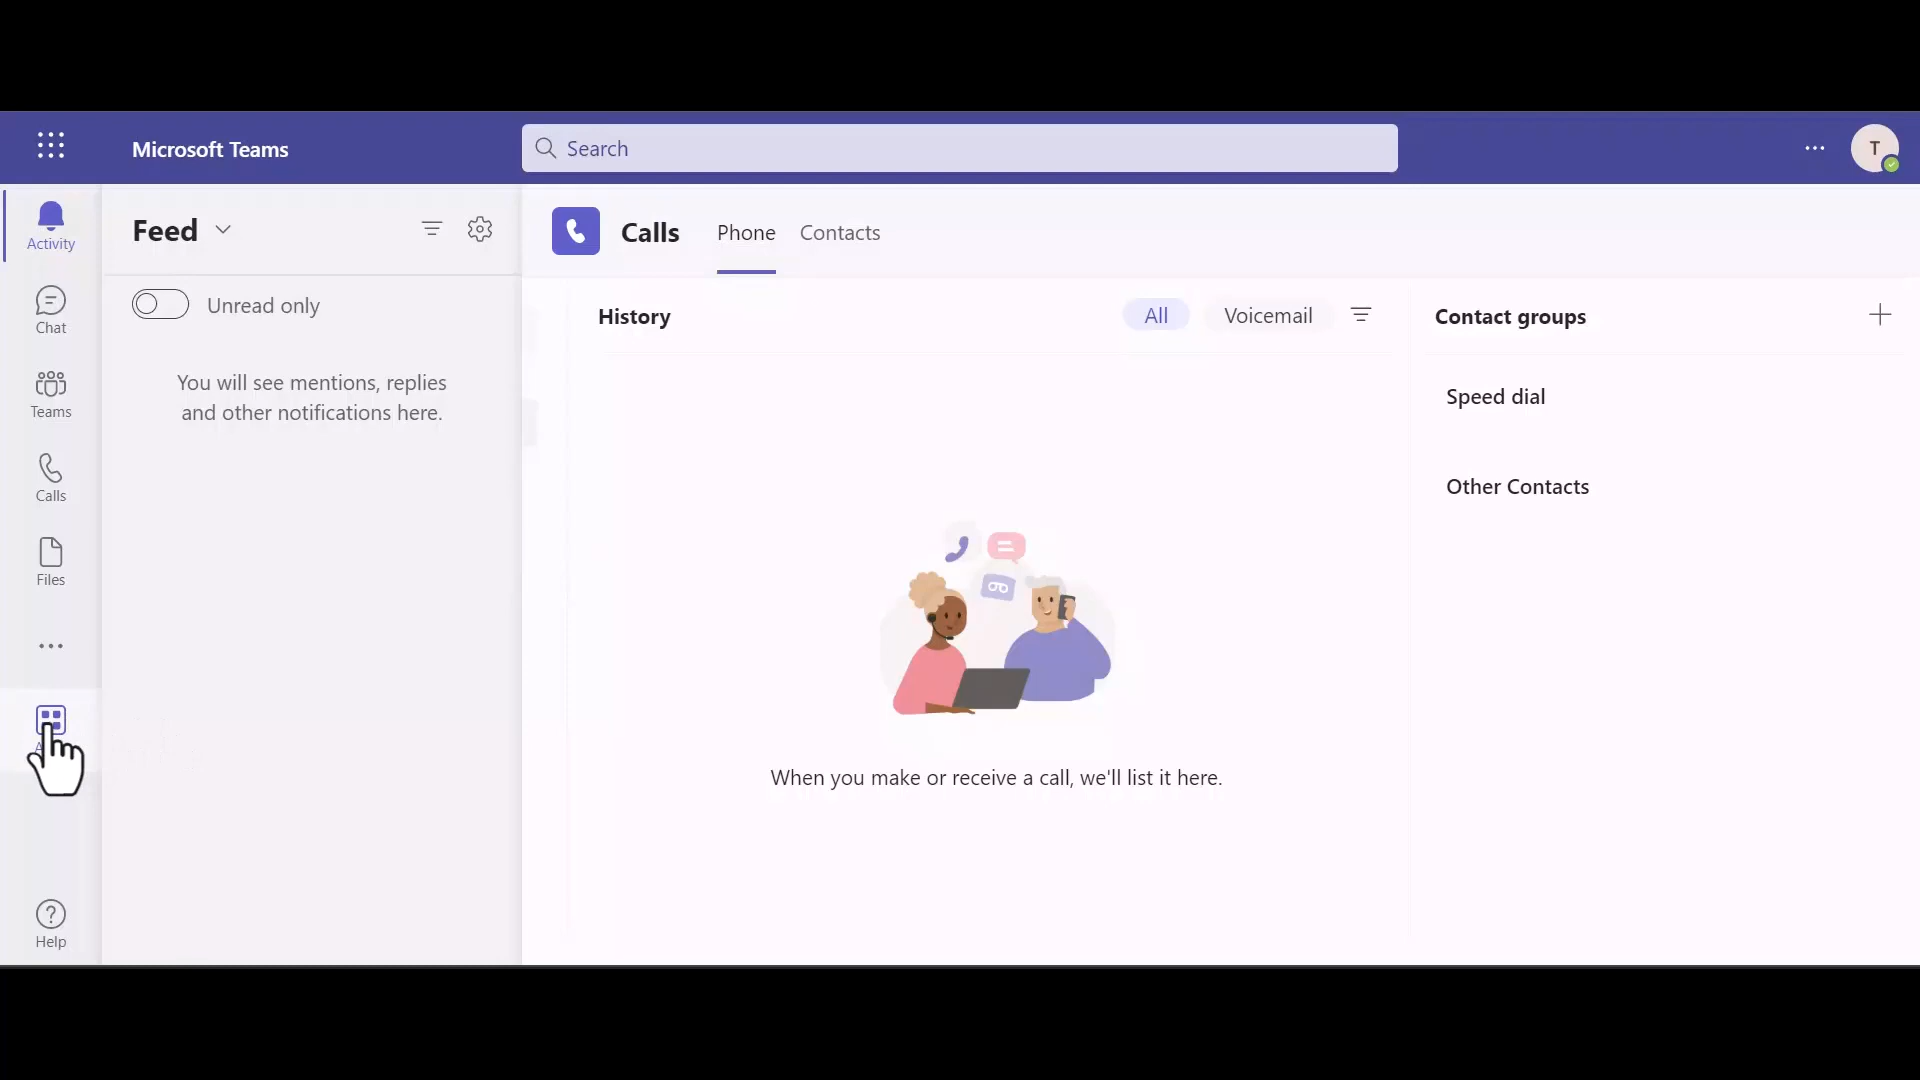 Microsoft Teams
Search
T
Activity
Chat
Teams
Calls
Files
Help
Feed
Unread only
You will see mentions, replies
and other notifications here.
Calls
Phone
Contacts
History
All
Voicemail
When you make or receive a call, we'll list it here.
Contact groups
Speed dial
Other Contacts